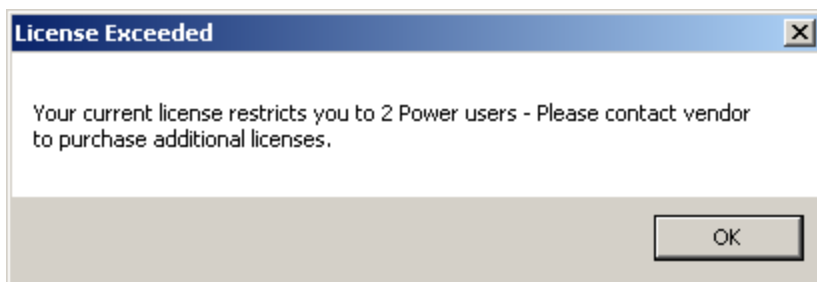 License Exceeded
Your current license restricts you to 2 Power users - Please contact vendor
to purchase additional licenses.
OK